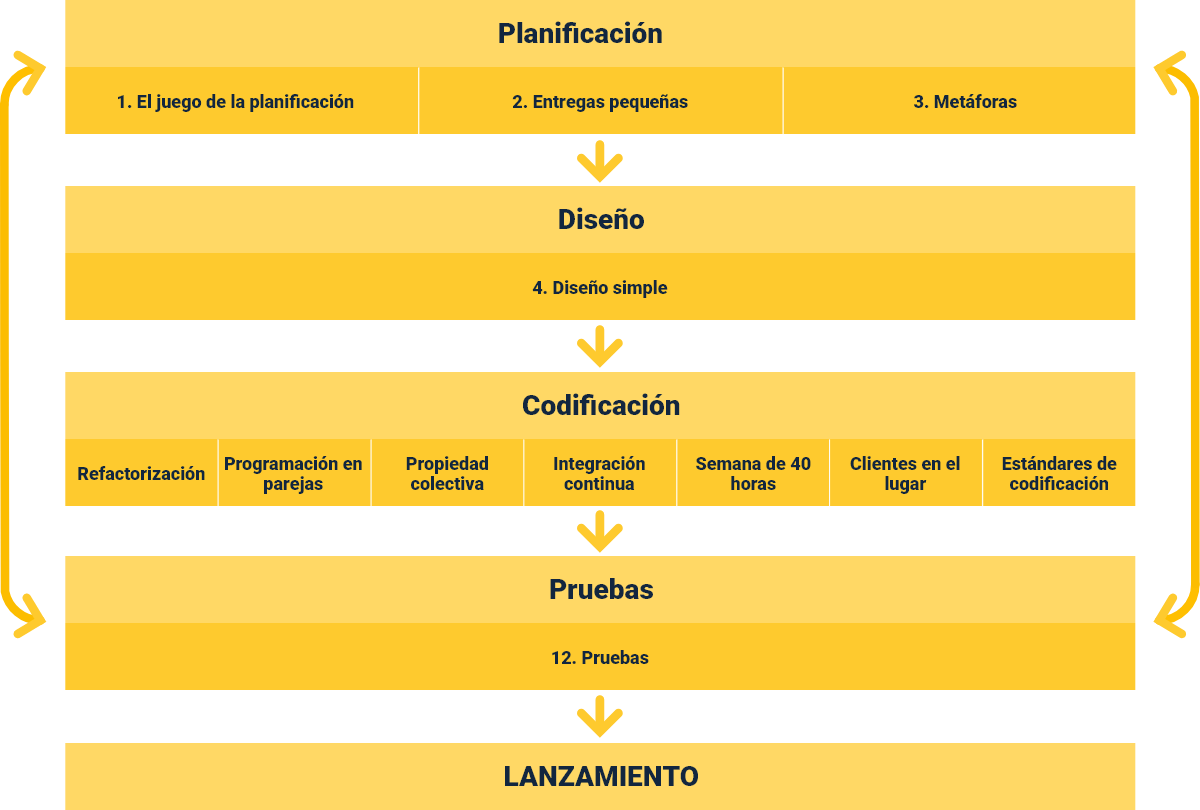 Planificación
1. El juego de la planificación
2. Entregas pequeñas
3. Metáforas
Diseño
4. Diseño simple
Codificación
Refactorización
Programación en
parejas
Propiedad
colectiva
Integración
continua
Semana de 40
horas
Clientes en el
lugar
Estándares de
codificación
Pruebas
12. Pruebas
LANZAMIENTO